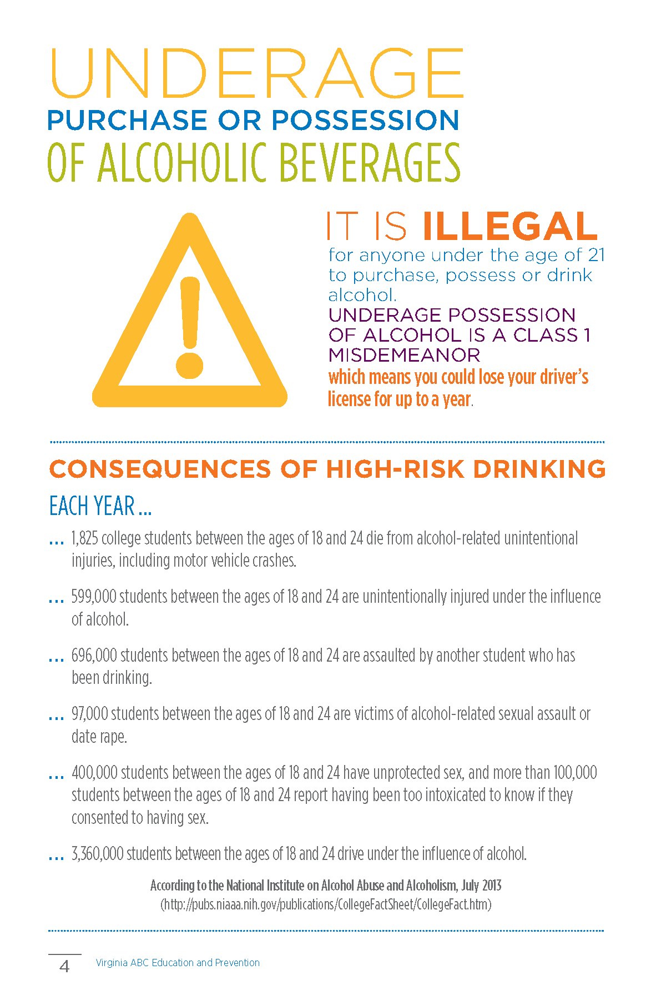 UNDERAGE
PURCHASE OR POSSESSION
OF ALCOHOLIC BEVERAGES
IT IS ILLEGAL
for anyone under the age of 21
to purchase, possess or drink
alcohol.
UNDERAGE POSSESSION
OF ALCOHOL IS A CLASS 1
MISDEMEANOR
which means you could lose your driver’s
license for up to a year.
CONSEQUENCES OF HIGH-RISK DRINKING
EACH YEAR ...
... 1,825 college students between the ages of 18 and 24 die from alcohol-related unintentional
injuries, including motor vehicle crashes.
... 599,000 students between the ages of 18 and 24 are unintentionally injured under the influence
of alcohol.
... 696,000 students between the ages of 18 and 24 are assaulted by another student who has
been drinking.
... 97,000 students between the ages of 18 and 24 are victims of alcohol-related sexual assault or
date rape.
... 400,000 students between the ages of 18 and 24 have unprotected sex, and more than 100,000
students between the ages of 18 and 24 report having been too intoxicated to know if they
consented to having sex.
... 3,360,000 students between the ages of 18 and 24 drive under the influence of alcohol.
According to the National Institute on Alcohol Abuse and Alcoholism, July 2013
(http://pubs.niaaa.nih.gov/publications/CollegeFactSheet/CollegeFact.htm)
4 Virginia ABC Education and Prevention